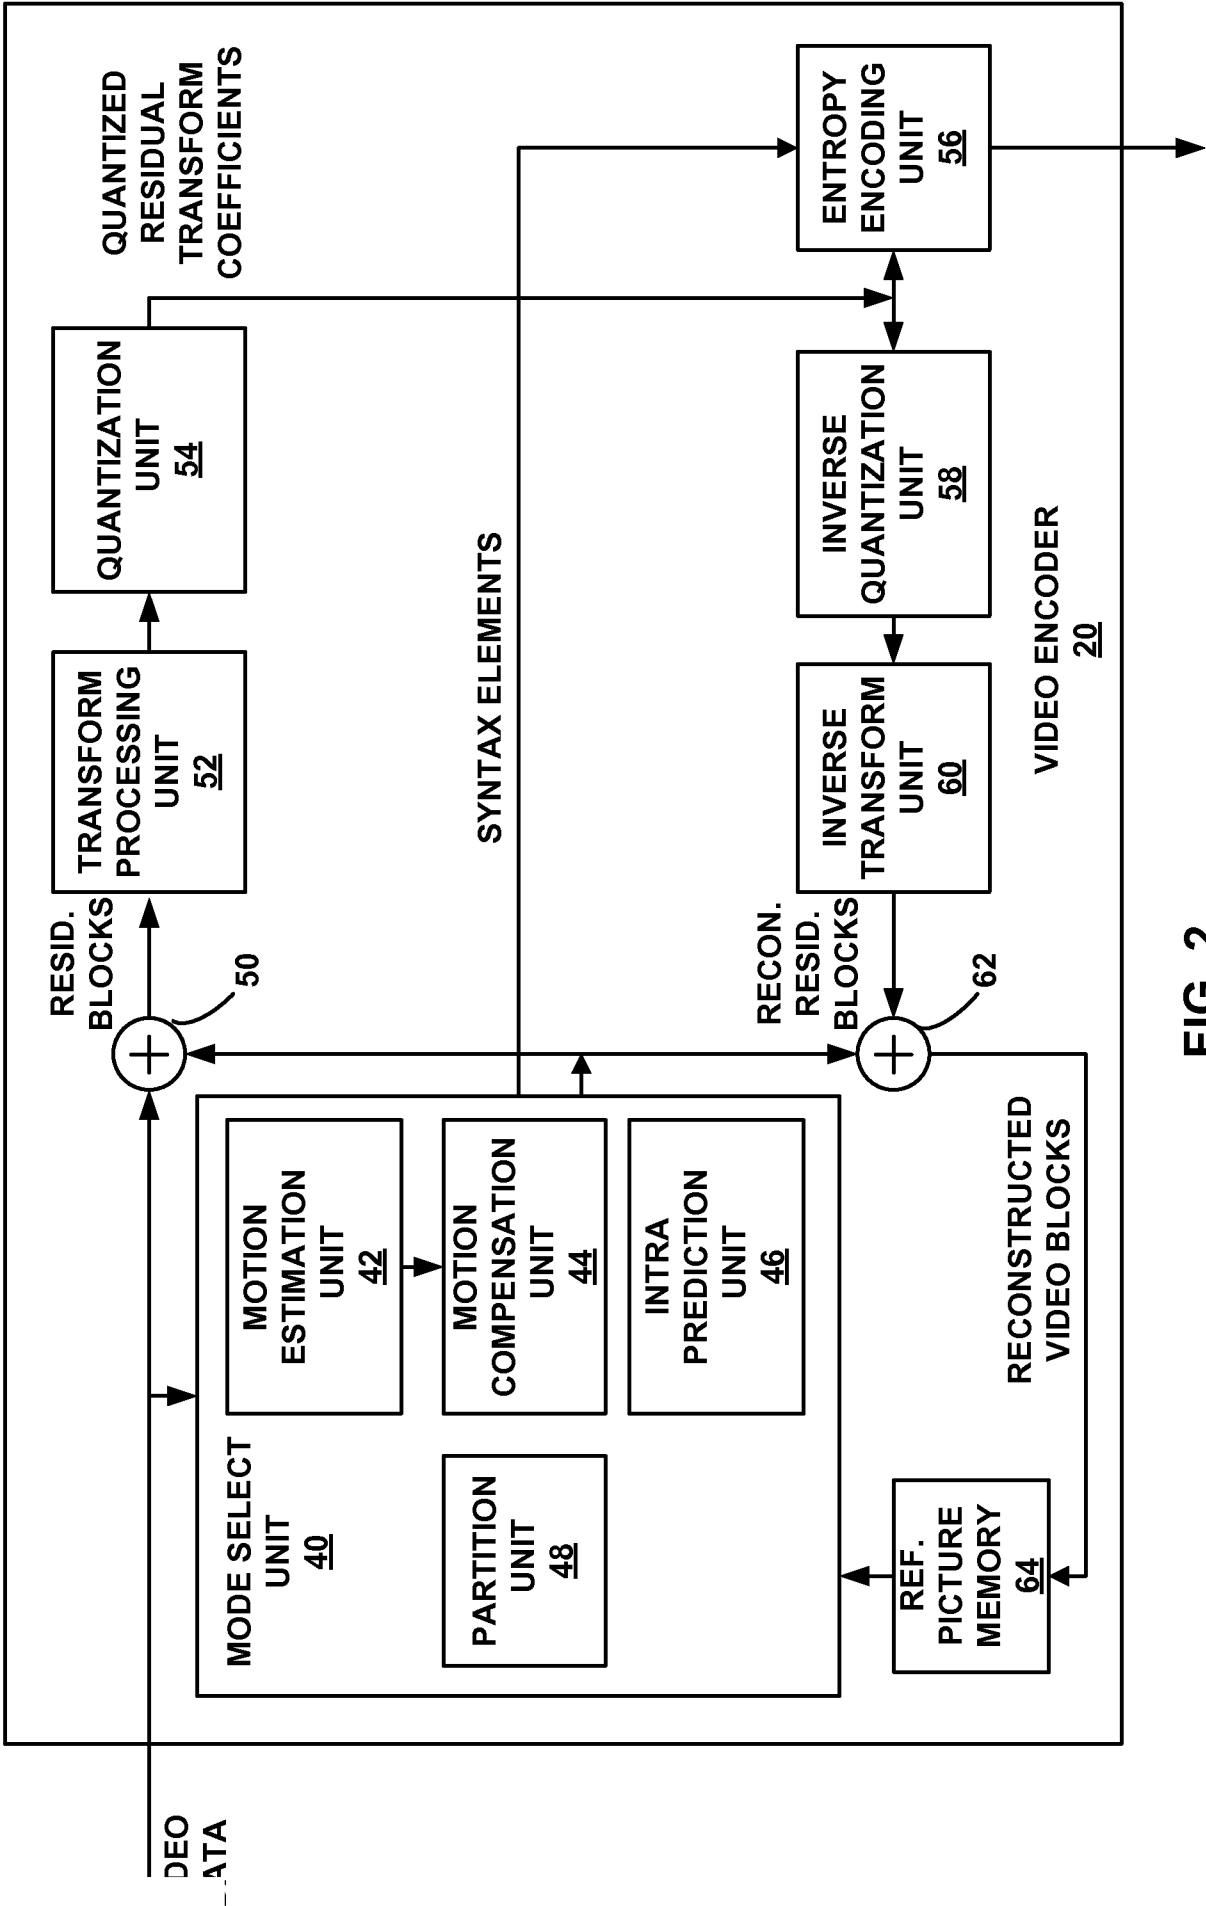 QUANTIZED
RESIDUAL
TRANSFORM
COEFFICIENTS
RESID.
BLOCKS
50
TRANSFORM
PROCESSING
UNIT
52
QUANTIZATION
UNIT
54
MODE SELECT
UNIT
40
MOTION
ESTIMATION
UNIT
42
MOTION
COMPENSATION
UNIT
44
INTRA
PREDICTION
UNIT
46
PARTITION
UNIT
48
SYNTAX ELEMENTS
ENTROPY
ENCODING
UNIT
56
INVERSE
QUANTIZATION
UNIT
58
INVERSE
TRANSFORM
UNIT
60
RECON.
RESID.
BLOCKS
62
REF.
PICTURE
MEMORY
64
RECONSTRUCTED
VIDEO BLOCKS
VIDEO ENCODER
20
FIG. 2